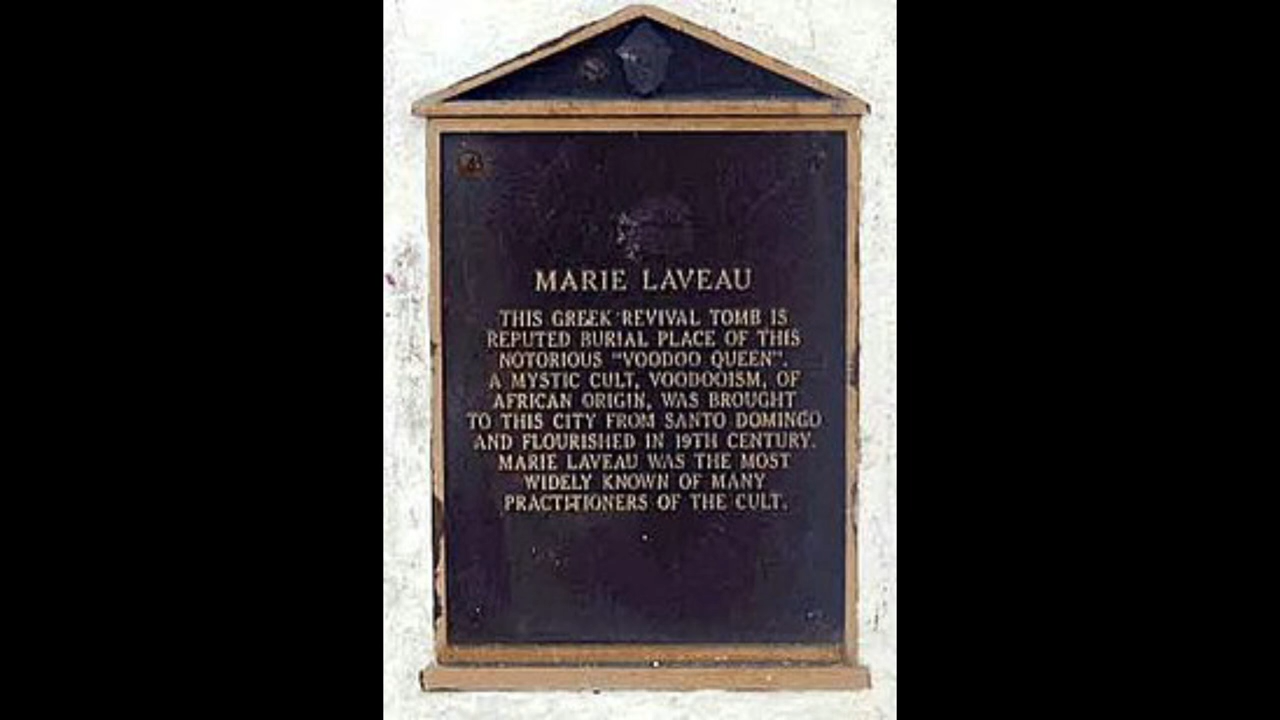 MARIE LAVEAU
THIS GREEK REVIVAL TOMB IS
REPUTED BURIAL PLACE OF THIS
NOTORIOUS "VOODOO QUEEN".
A MYSTIC CULT, VOODOOISM, OF
AFRICAN ORIGIN, WAS BROUGHT
TO THIS CITY FROM SANTO DOMINGO
AND FLOURISHED IN 19TH CENTURY.
MARIE LAVEAU WAS THE MOST
WIDELY KNOWN OF MANY
PRACTITIONERS OF THE CULT.